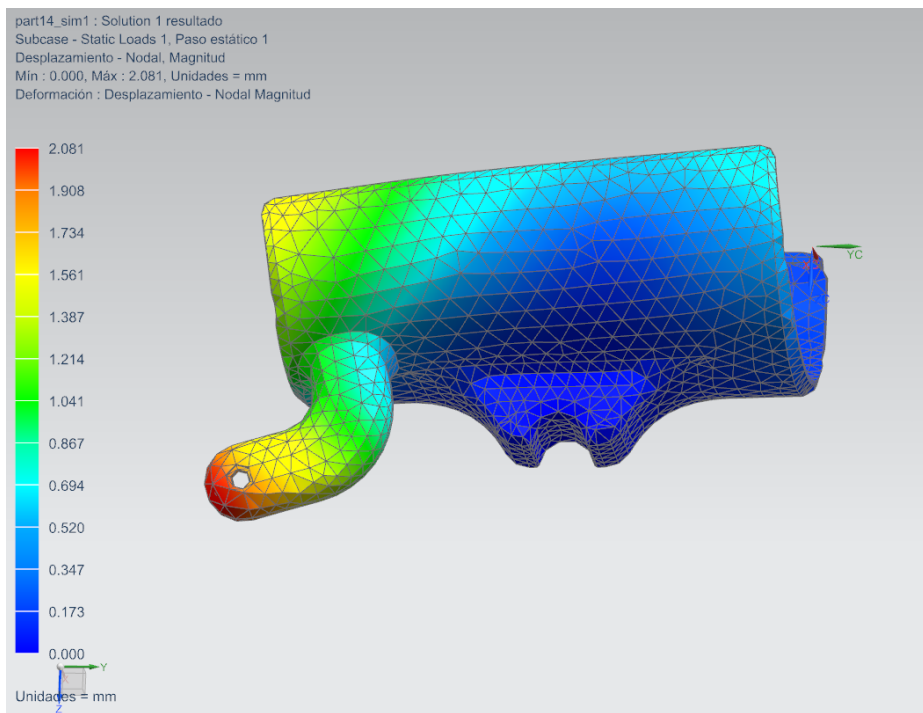 part14_sim1 : Solution 1 resultado
Subcase - Static Loads 1, Paso estático 1
Desplazamiento - Nodal, Magnitud
Mín : 0.000, Máx : 2.081, Unidades = mm
Deformación : Desplazamiento - Nodal Magnitud
2.081
1.908
1.734
1.561
1.387
1.214
1.041
0.867
0.694
0.520
0.347
0.173
0.000
YC
Y
Unidades = mm
Z